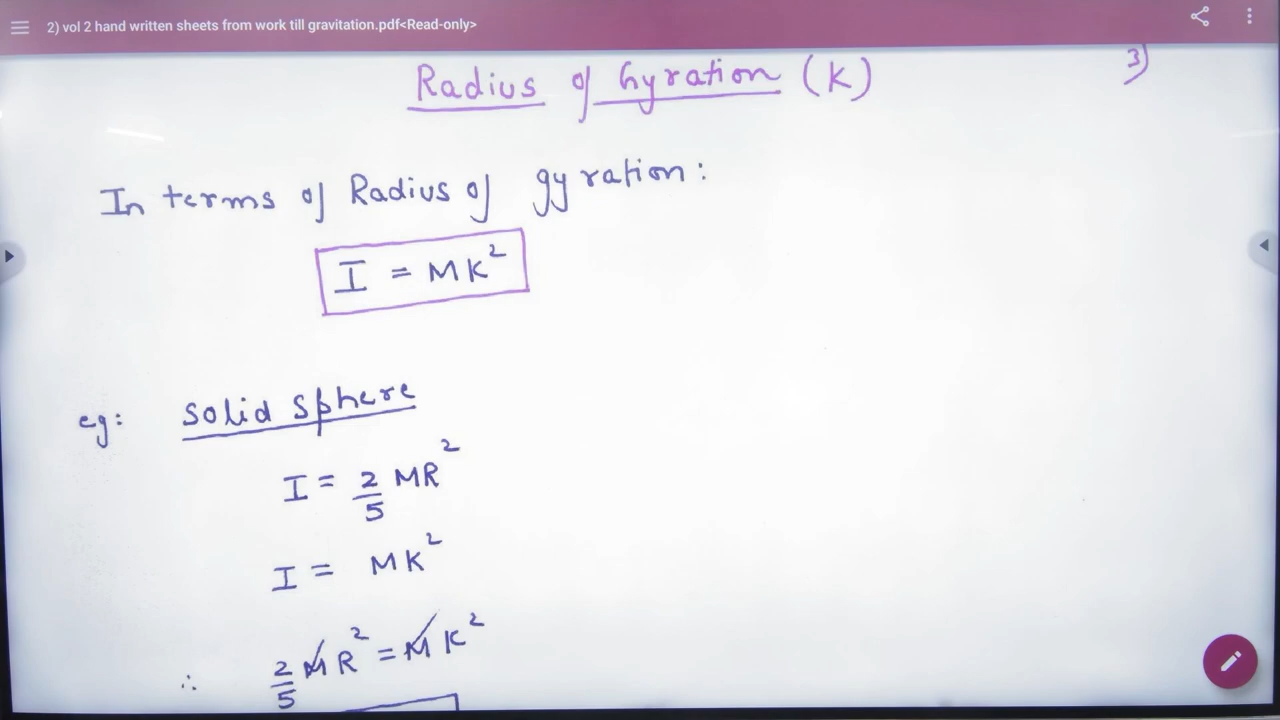 2) vol 2 hand written sheets from work till gravitation.pdf<Read-only>
Radius of Gyration (K)
3)
In terms of Radius of gyration:
I = MK²
eg: Solid Sphere
I = 2/5 MR²
I = MK²
∴ 2/5 MR² = MK²